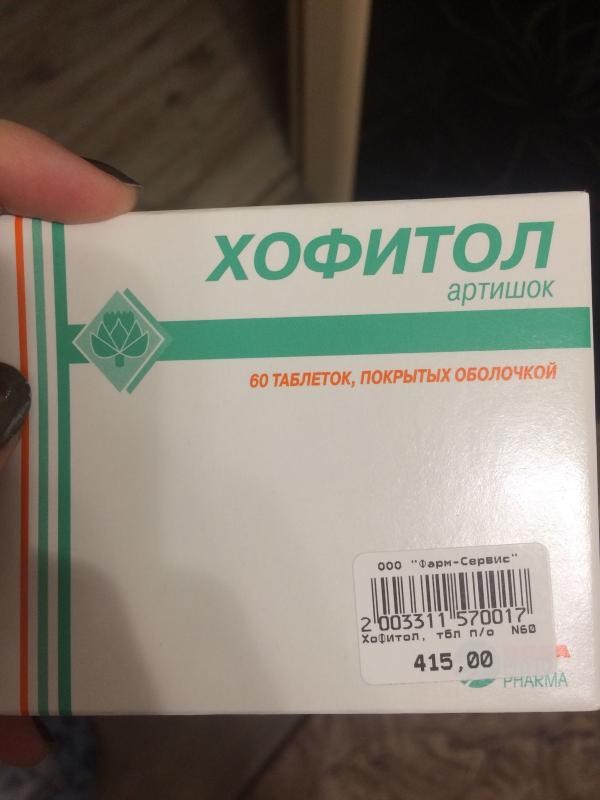 ХОФИТОЛ
артишок
60 ТАБЛЕТОК, ПОКРЫТЫХ ОБОЛОЧКОЙ
ООО "Фарм-Сервис"
2 003311 570017
Хофитол, тбл п/о N60
415,00
PHARMA